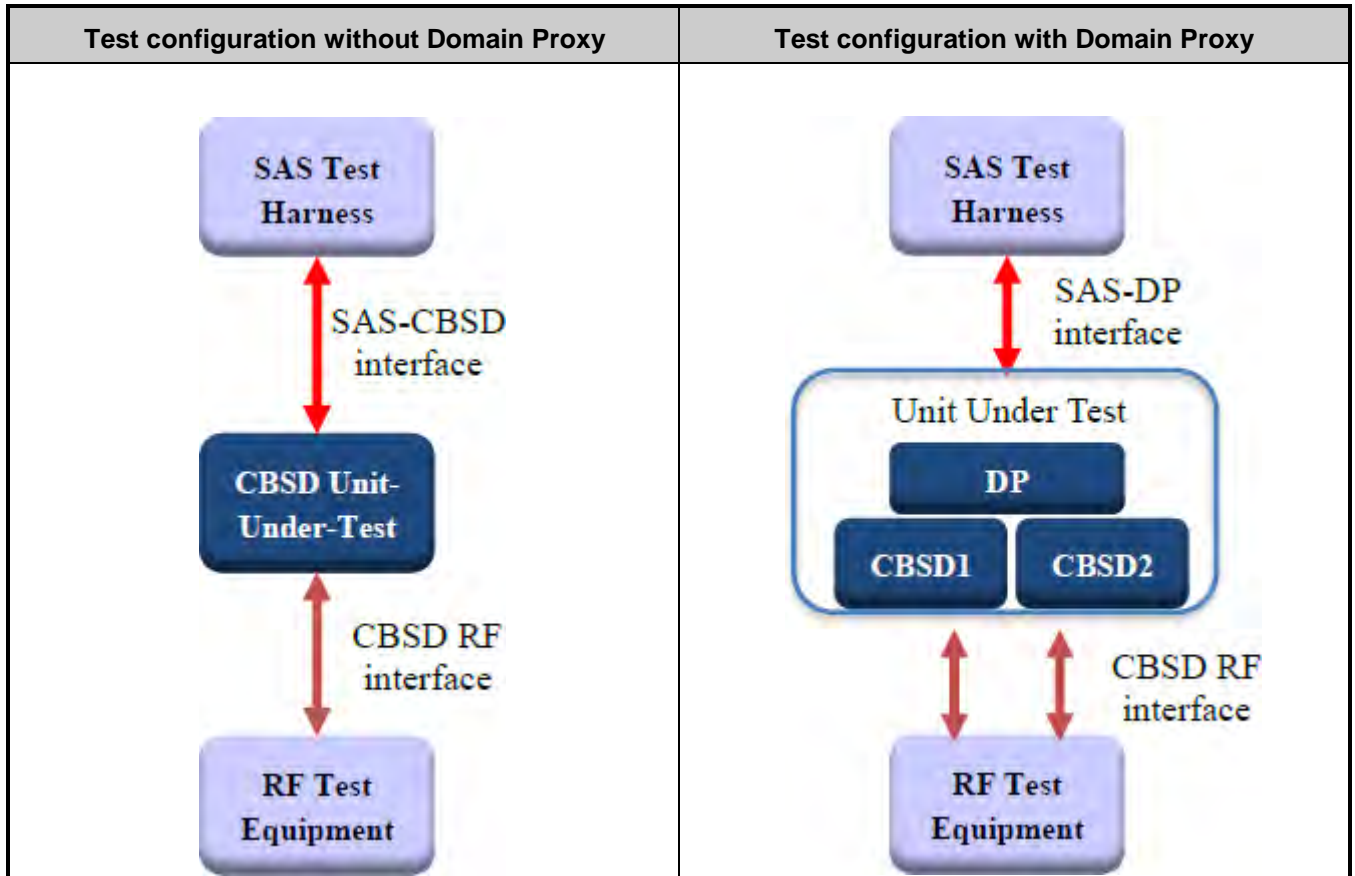 Test configuration without Domain Proxy
Test configuration with Domain Proxy
SAS Test
Harness
SAS-CBSD
interface
CBSD Unit-
Under-Test
CBSD RF
interface
RF Test
Equipment
SAS Test
Harness
SAS-DP
interface
Unit Under Test
DP
CBSD1
CBSD2
CBSD RF
interface
RF Test
Equipment